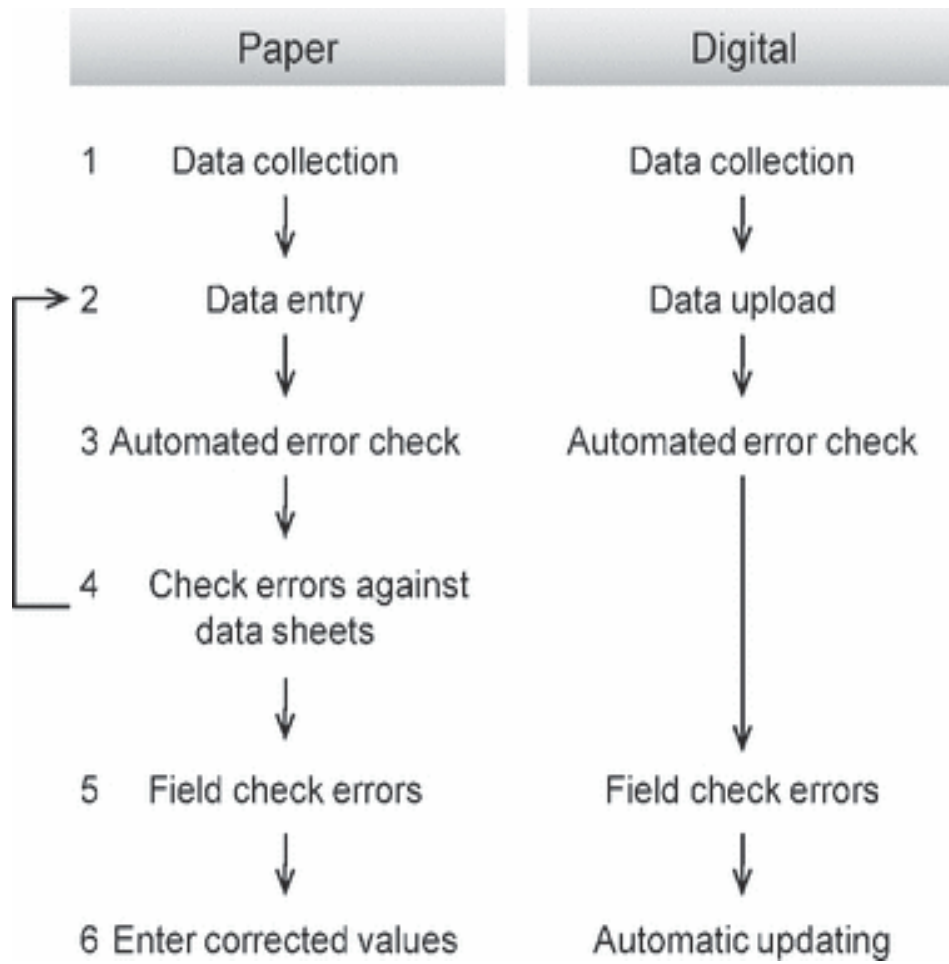 Paper Digital
1 Data collection Data collection
2 Data entry Data upload
3 Automated error check Automated error check
4 Check errors against
data sheets
5 Field check errors Field check errors
6 Enter corrected values Automatic updating